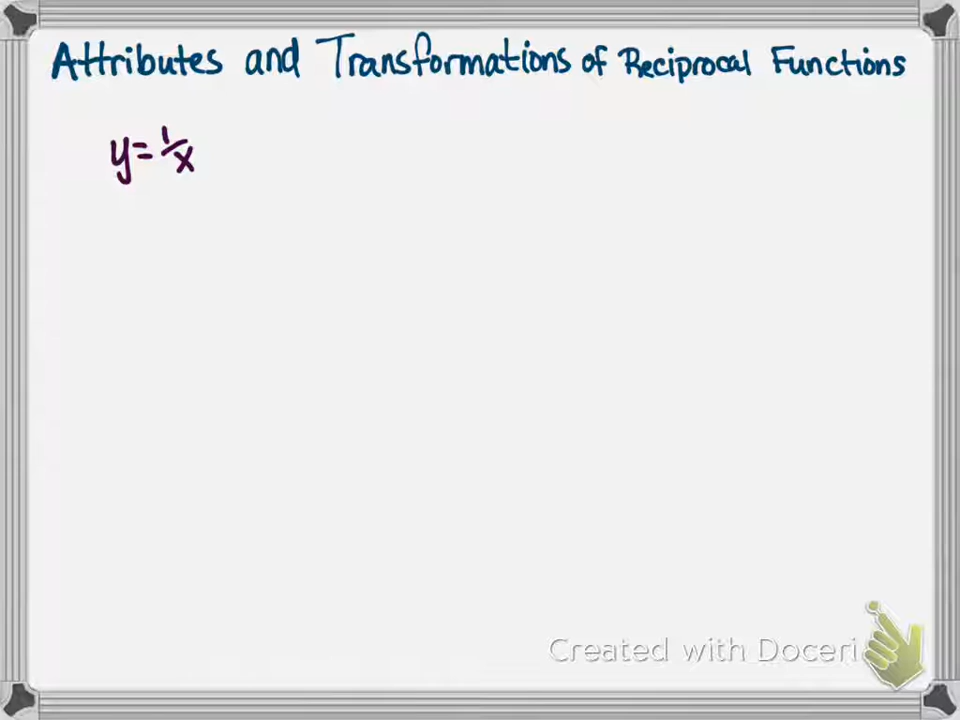 Attributes and Transformations of Reciprocal Functions
y=1/x
Created with Doceri